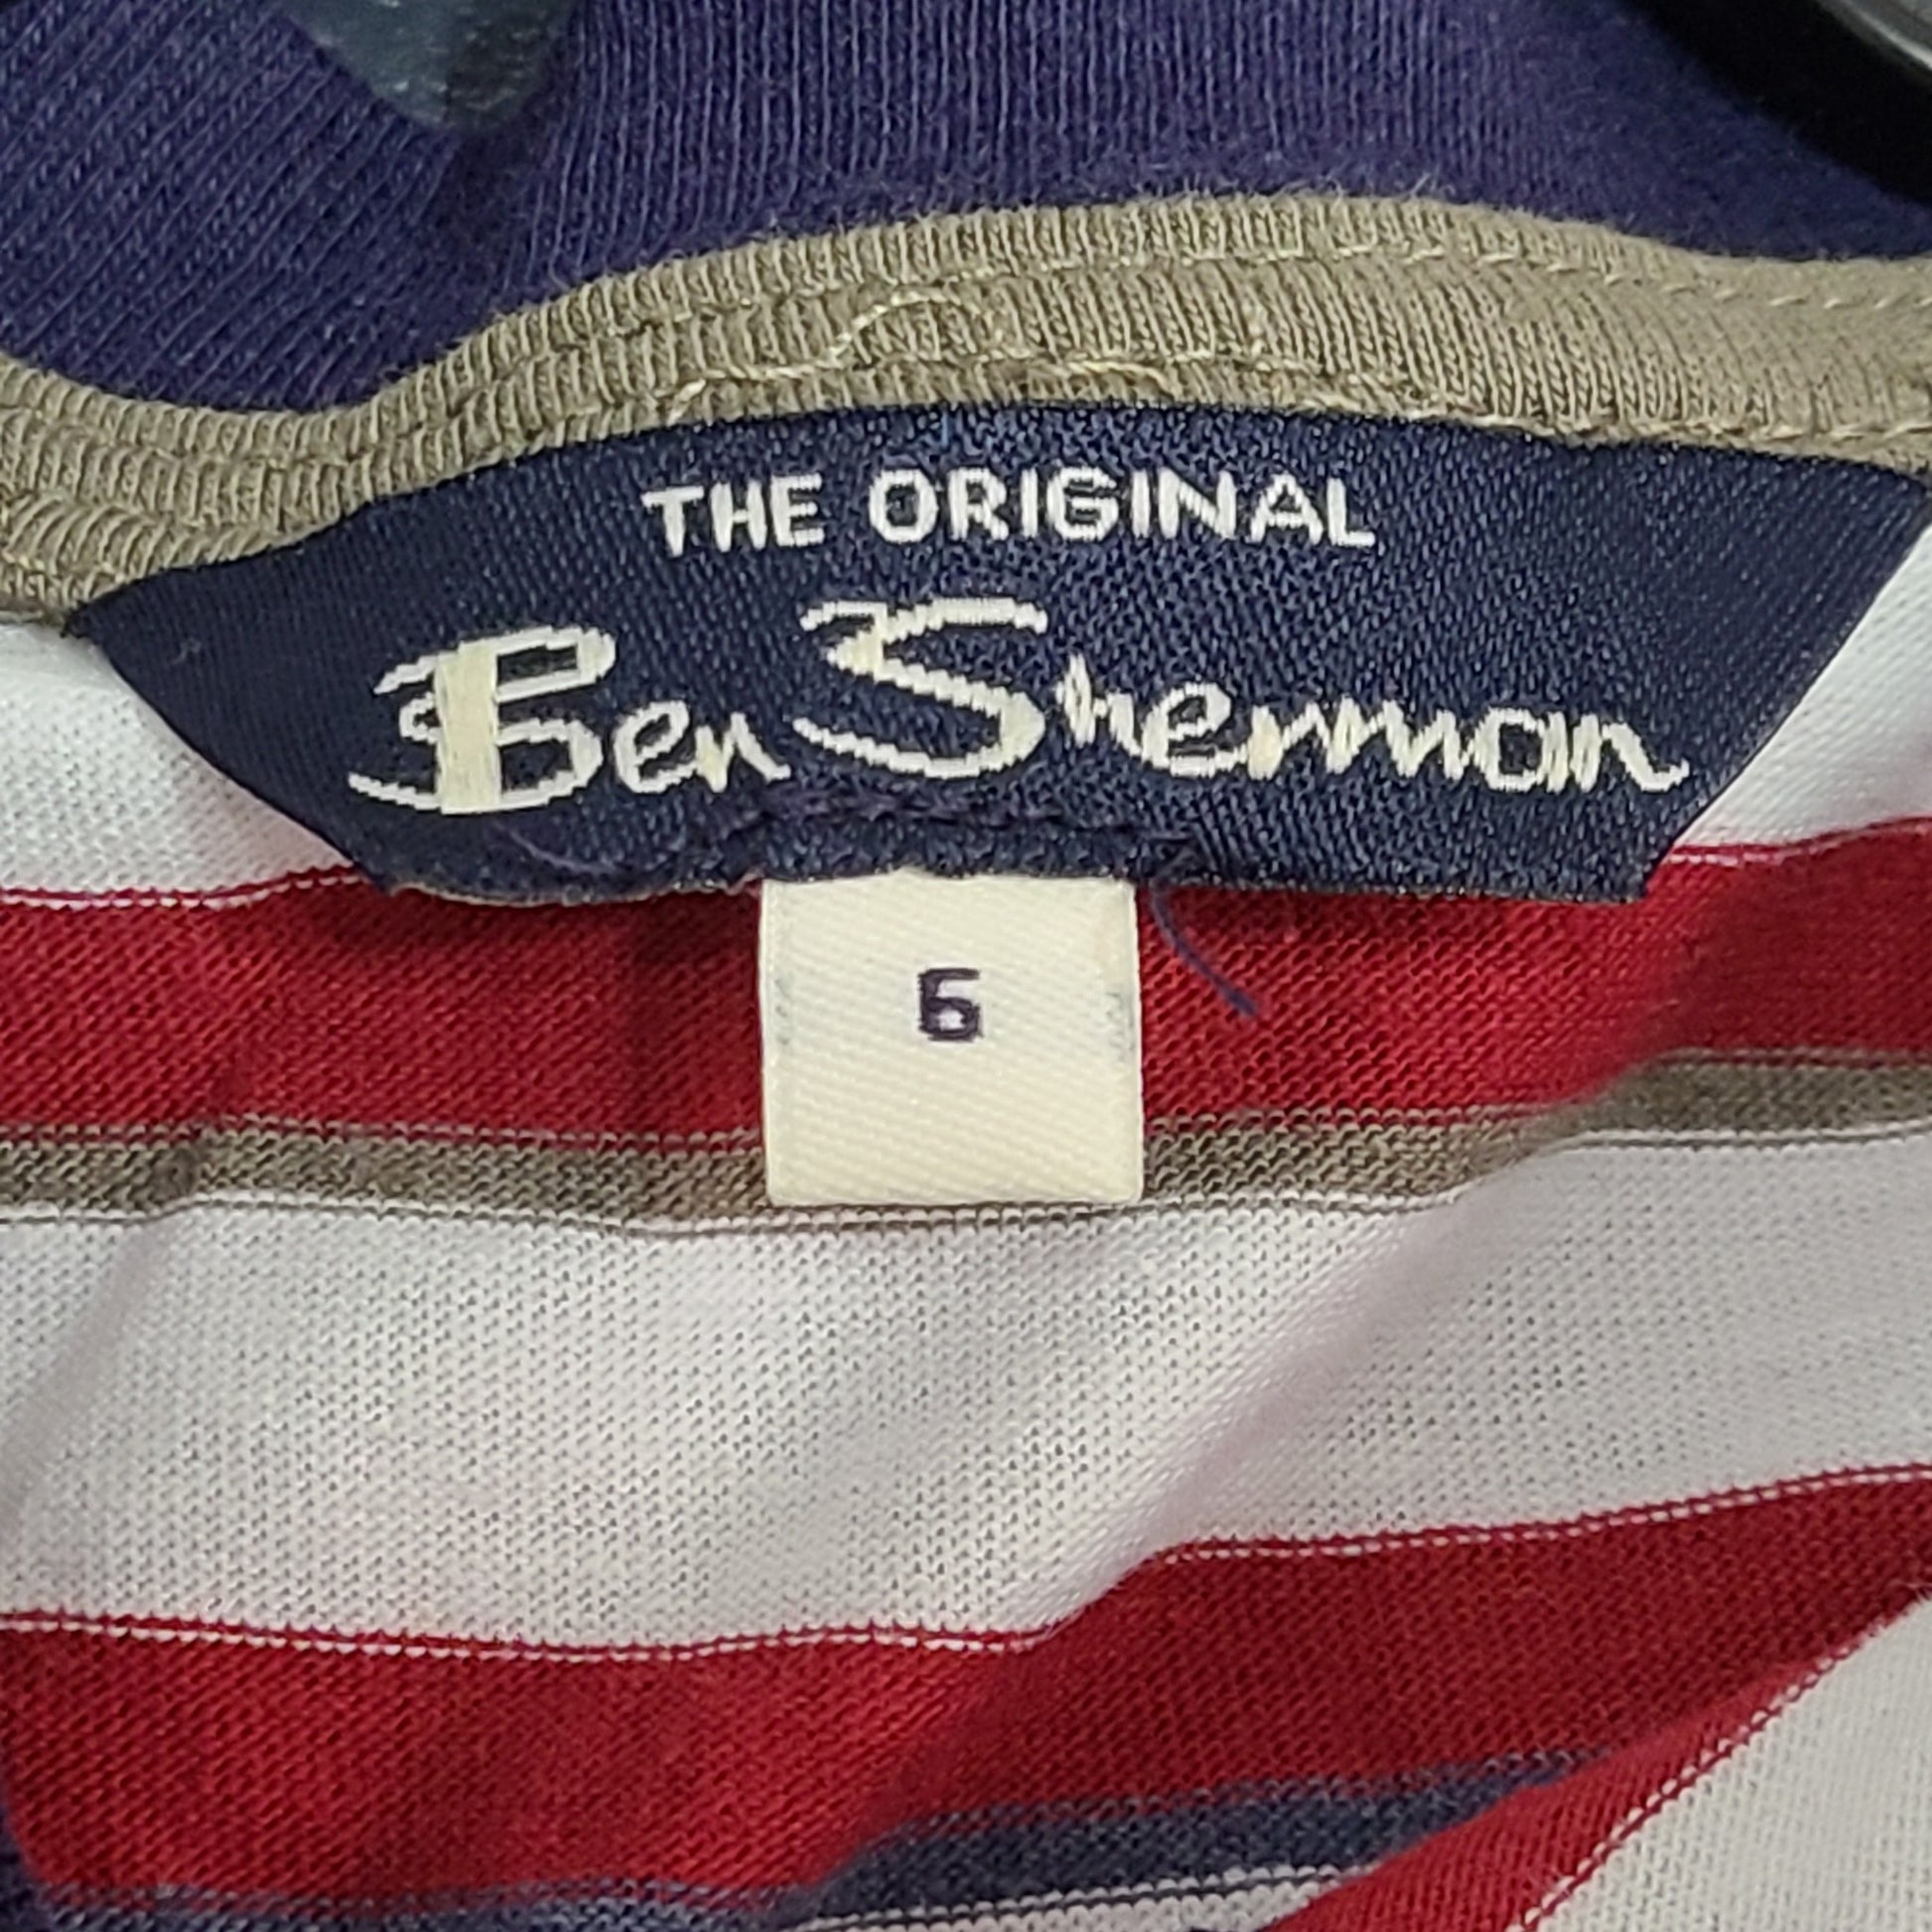 THE ORIGINAL
Ben Sherman
6